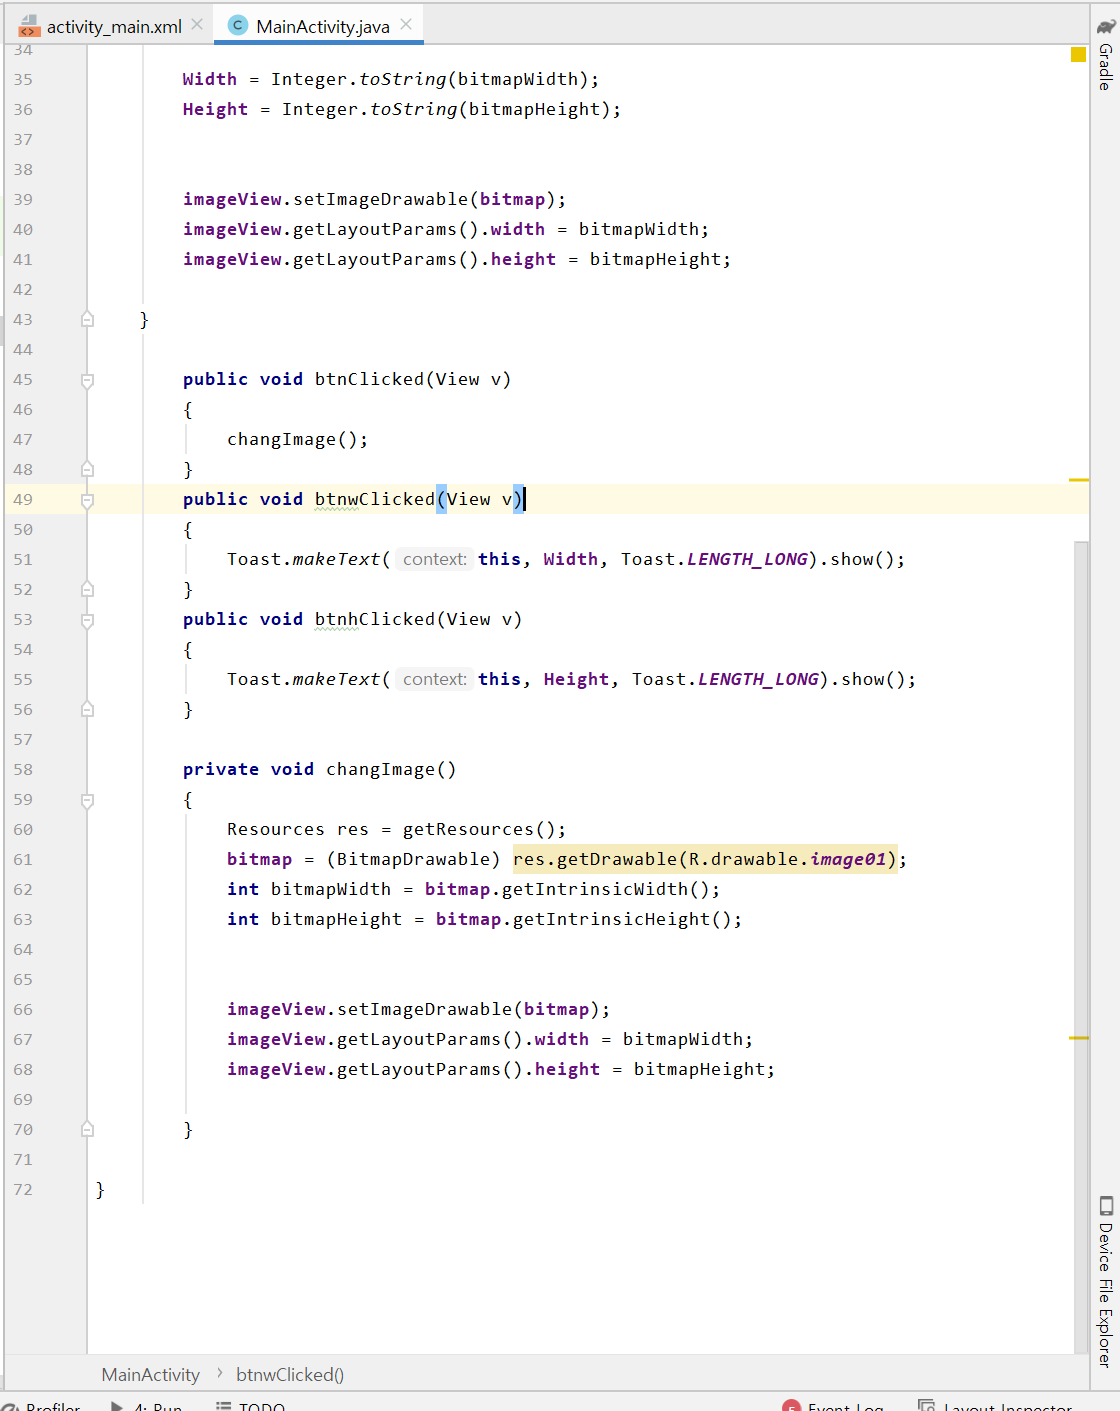 activity_main.xml
MainActivity.java
34
35 Width = Integer.toString(bitmapWidth);
36 Height = Integer.toString(bitmapHeight);
37
38
39 imageView.setImageDrawable(bitmap);
40 imageView.getLayoutParams().width = bitmapWidth;
41 imageView.getLayoutParams().height = bitmapHeight;
42
43 }
44
45 public void btnClicked(View v)
46 {
47 changImage();
48 }
49 public void btnwClicked(View v)
50 {
51 Toast.makeText( context: this, Width, Toast.LENGTH_LONG).show();
52 }
53 public void btnhClicked(View v)
54 {
55 Toast.makeText( context: this, Height, Toast.LENGTH_LONG).show();
56 }
57
58 private void changImage()
59 {
60 Resources res = getResources();
61 bitmap = (BitmapDrawable) res.getDrawable(R.drawable.image01);
62 int bitmapWidth = bitmap.getIntrinsicWidth();
63 int bitmapHeight = bitmap.getIntrinsicHeight();
64
65
66 imageView.setImageDrawable(bitmap);
67 imageView.getLayoutParams().width = bitmapWidth;
68 imageView.getLayoutParams().height = bitmapHeight;
69
70 }
71
72 }
Gradle
Device File Explorer
MainActivity > btnwClicked()
Profiler
4: Run
TODO
Event Log
Layout Inspector